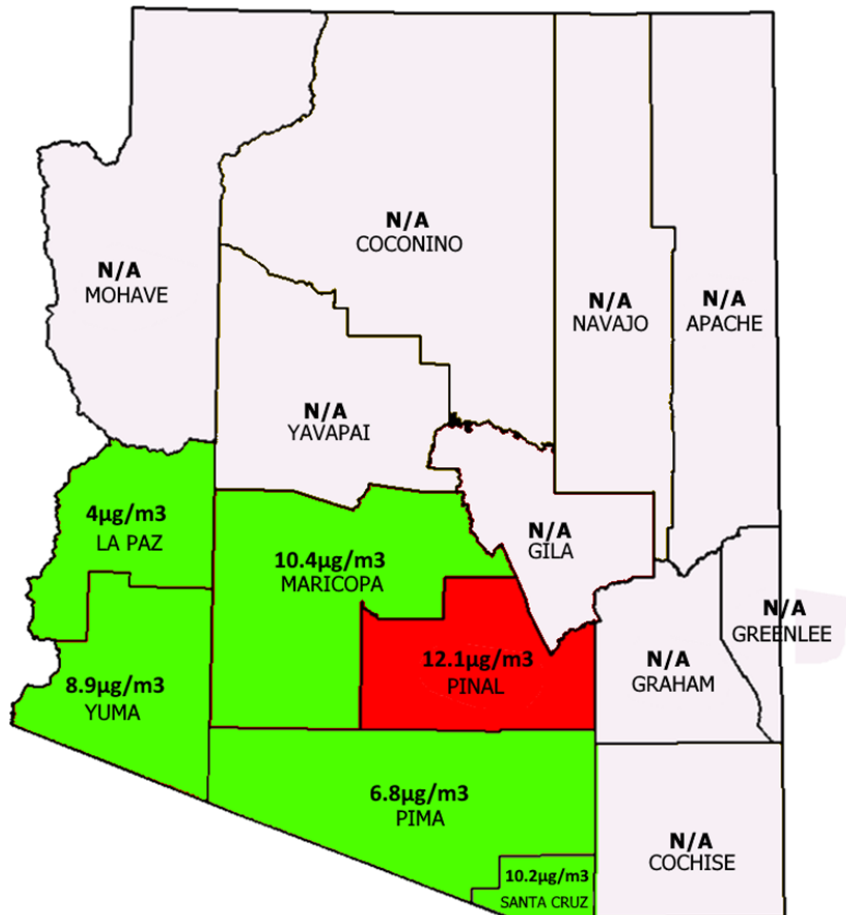 N/A
COCONINO
N/A
MOHAVE
N/A
NAVAJO
N/A
APACHE
N/A
YAVAPAI
4µg/m3
LA PAZ
10.4µg/m3
MARICOPA
N/A
GILA
N/A
GREENLEE
12.1µg/m3
PINAL
N/A
GRAHAM
8.9µg/m3
YUMA
6.8µg/m3
PIMA
N/A
COCHISE
10.2µg/m3
SANTA CRUZ